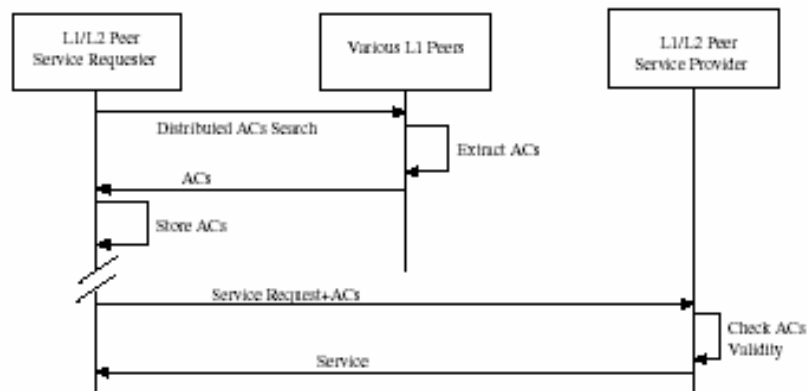 L1/L2 Peer
Service Requester
Various L1 Peers
L1/L2 Peer
Service Provider
Distributed ACs Search
Extract ACs
ACs
Store ACs
Service Request+ACs
Check ACs
Validity
Service